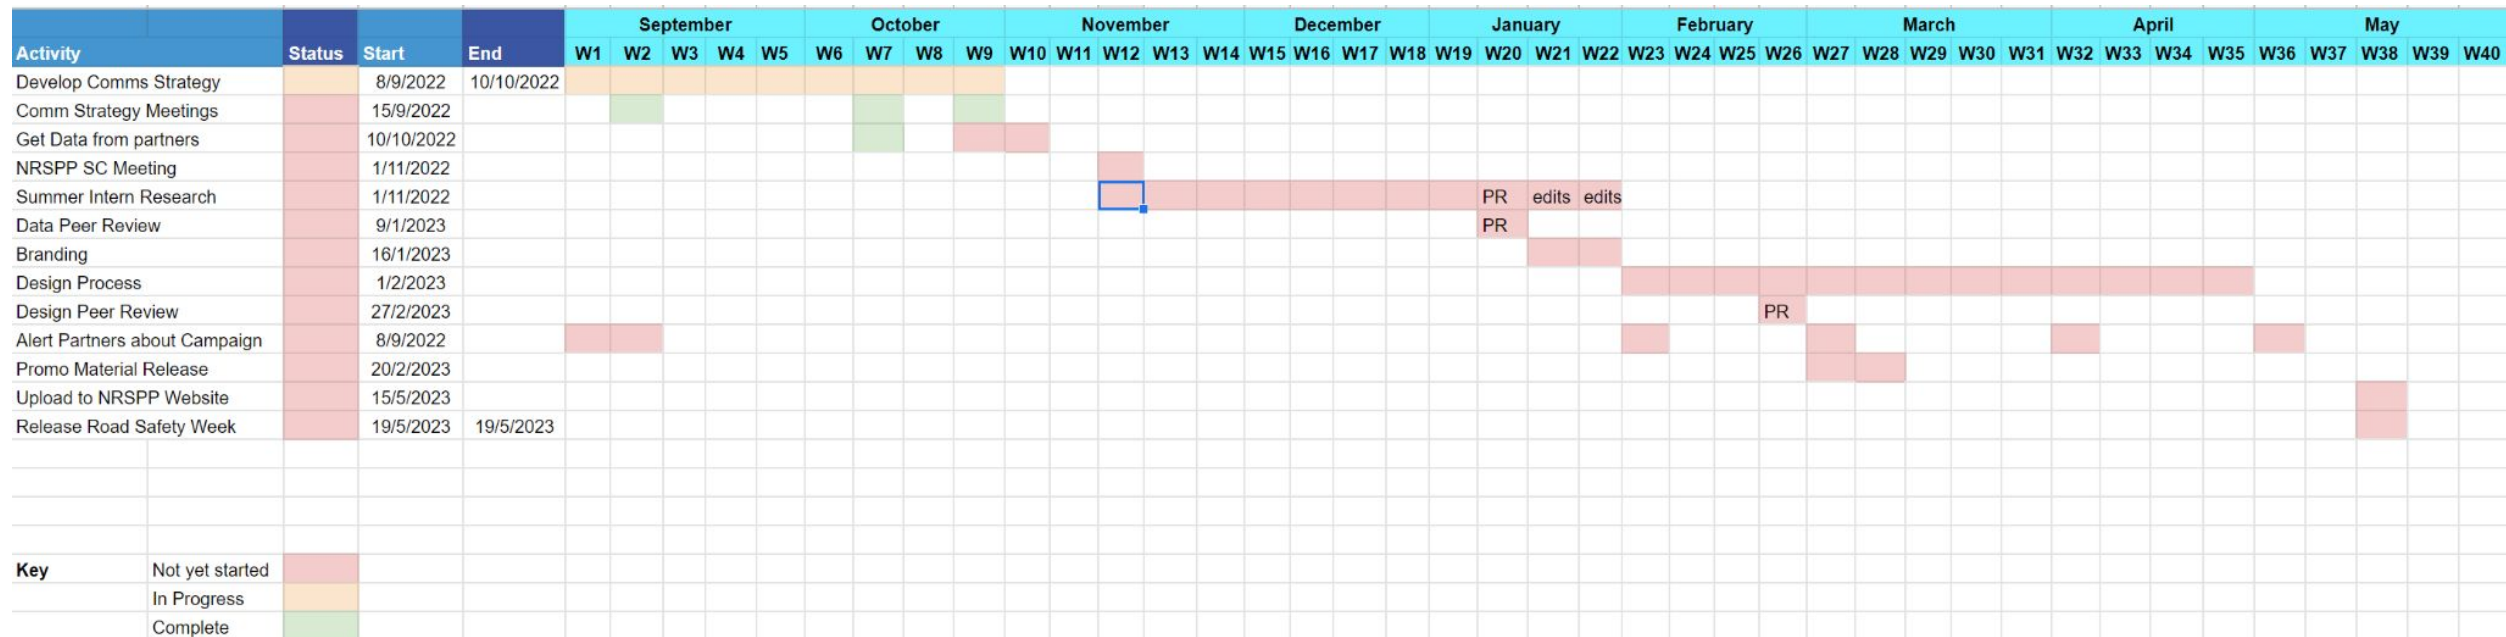 September October November December January February March April May
Activity Status Start End W1 W2 W3 W4 W5 W6 W7 W8 W9 W10 W11 W12 W13 W14 W15 W16 W17 W18 W19 W20 W21 W22 W23 W24 W25 W26 W27 W28 W29 W30 W31 W32 W33 W34 W35 W36 W37 W38 W39 W40
Develop Comms Strategy 8/9/2022 10/10/2022
Comm Strategy Meetings 15/9/2022
Get Data from partners 10/10/2022
NRSPP SC Meeting 1/11/2022
Summer Intern Research 1/11/2022 PR edits edits
Data Peer Review 9/1/2023 PR
Branding 16/1/2023
Design Process 1/2/2023
Design Peer Review 27/2/2023 PR
Alert Partners about Campaign 8/9/2022
Promo Material Release 20/2/2023
Upload to NRSPP Website 15/5/2023
Release Road Safety Week 19/5/2023 19/5/2023
Key Not yet started
In Progress
Complete